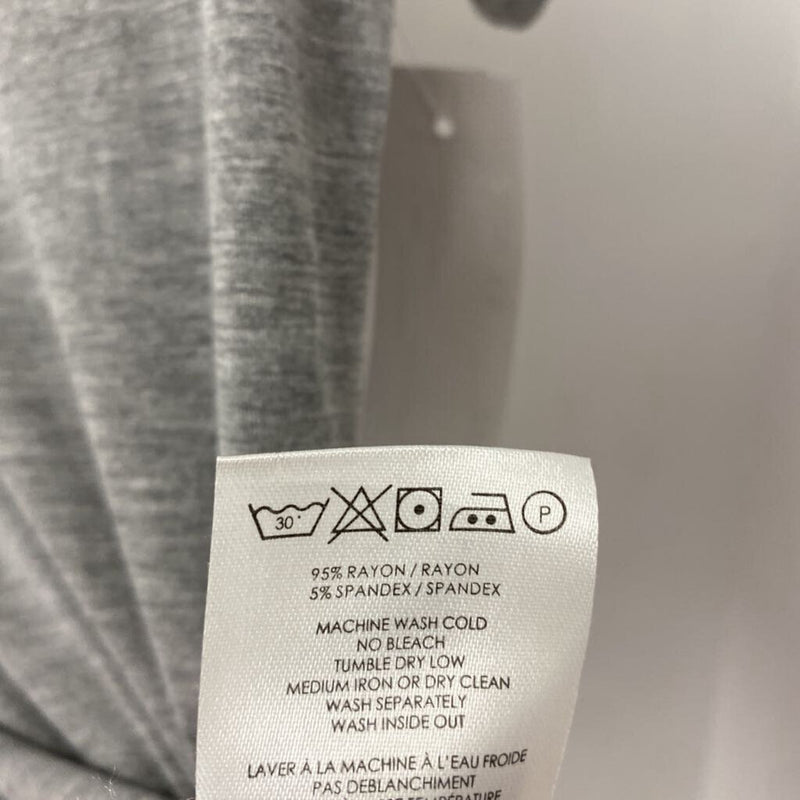 30°
P
95% RAYON / RAYON
5% SPANDEX / SPANDEX
MACHINE WASH COLD
NO BLEACH
TUMBLE DRY LOW
MEDIUM IRON OR DRY CLEAN
WASH SEPARATELY
WASH INSIDE OUT
LAVER À LA MACHINE À L'EAU FROIDE
PAS DEBLANCHIMENT
TEMPÉRATURE